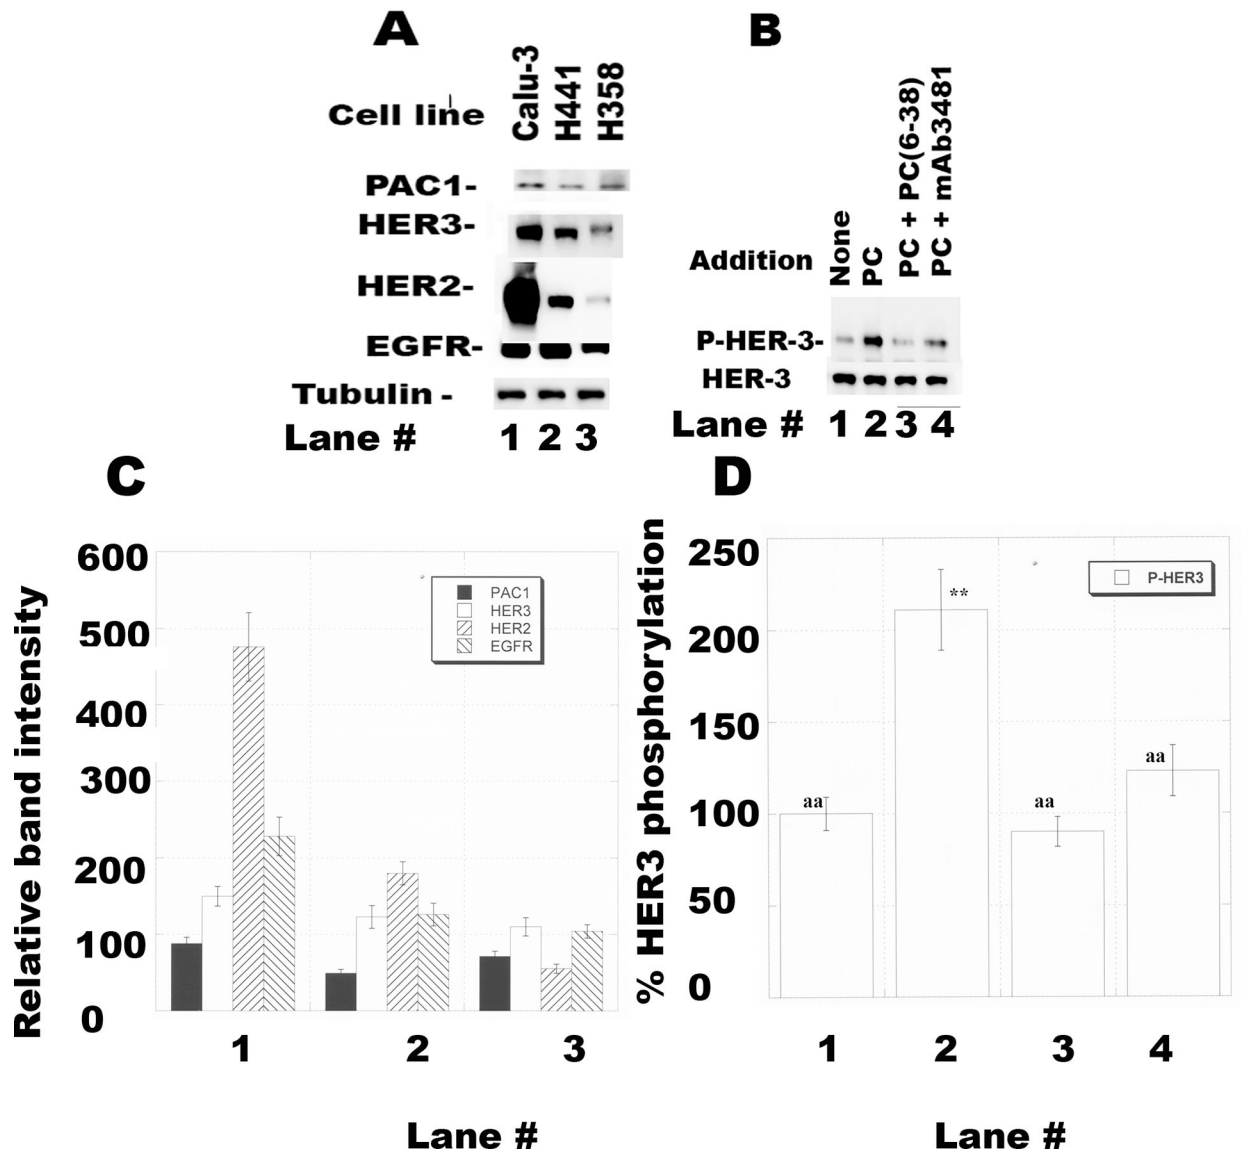 A
Cell line
Calu-3
H441
H358
PAC1-
HER3-
HER2-
EGFR-
Tubulin -
Lane # 1 2 3
B
Addition
None
PC
PC + PC(6-38)
PC + mAb3481
P-HER-3-
HER-3
Lane # 1 2 3 4
C
Relative band intensity
600
500
400
300
200
100
0
PAC1
HER3
HER2
EGFR
1 2 3
Lane #
D
% HER3 phosphorylation
250
200
150
100
50
0
P-HER3
aa
**
aa
aa
1 2 3 4
Lane #